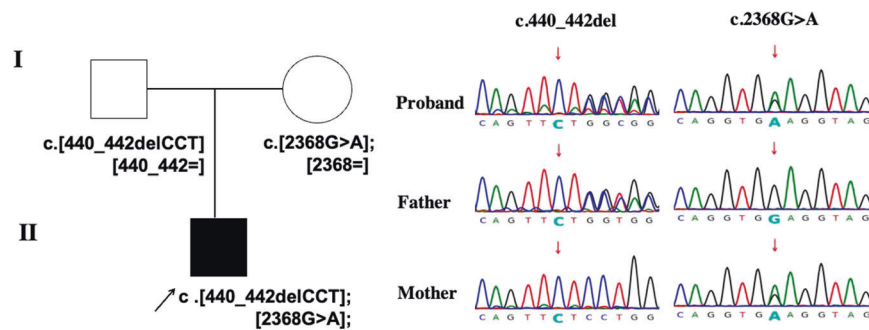 I
c.[440_442delCCT]
[440_442=]
c.[2368G>A];
[2368=]
II
c .[440_442delCCT];
[2368G>A];
c.440_442del
c.2368G>A
Proband
C A G T T C T G G C G G
C A G G T G A A G G T A G
Father
C A G T T C T G G T G G
C A G G T G G A G G T A G
Mother
C A G T T C T C C T G G
C A G G T G A A G G T A G